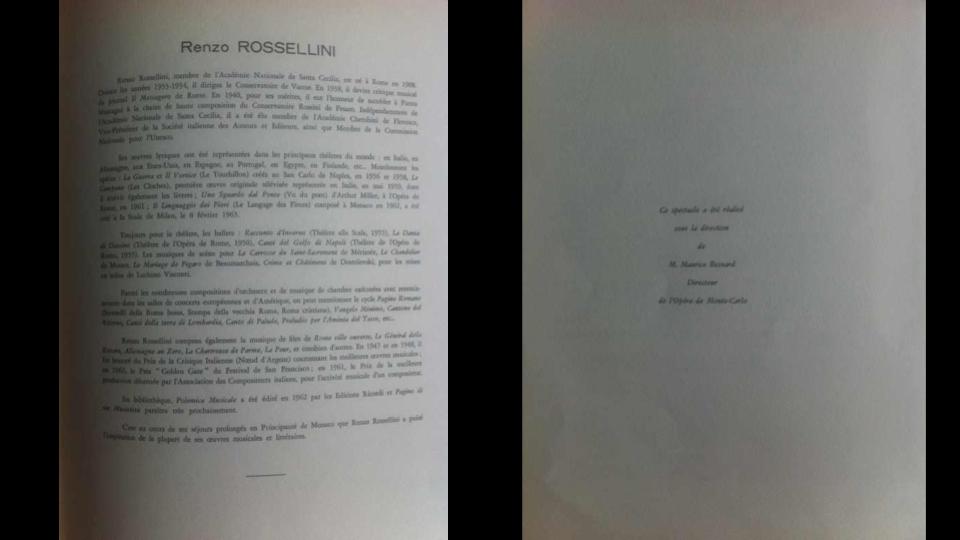 Renzo ROSSELLINI
Renzo Rossellini, membre de l'Académie Nationale de Santa Cecilia, est né à Rome en 1908.
Durant les années 1933-1934, il dirigea le Conservatoire de Varese. En 1938, il devint critique musical
du journal Il Messagero de Rome. En 1940, pour ses mérites, il eut l'honneur de accéder à
à la chaire de haute composition du Conservatoire Rossini de Pesaro. Indépendamment de
l'Académie Nationale de Santa Cecilia, il a été élu membre de l'Académie Cherubini de Florence,
Vice-Président de la Société italienne des Auteurs et Editeurs, ainsi que Membre de la Commission
Nationale pour l'Unesco.
Ses œuvres lyriques ont été représentées dans les principaux théâtres du monde : en Italie, en
Allemagne, aux Etats-Unis, en Espagne, au Portugal, en Egypte, en Finlande, etc... Mentionnons les
opéras : La Guerra et Il Vortice (Le Tourbillon) créés au San Carlo de Naples, en 1956 et 1958, Le
Campane (Les Cloches), première œuvre originale télévisée représentée en Italie, en mai 1959, dont
il écrivit également les livrets ; Uno Sguardo dal Ponte (Vu du pont) d'Arthur Miller, à l'Opéra de
Rome, en 1961 ; Il Linguaggio dei Fiori (Le Langage des Fleurs) composé à Monaco en 1962, a été
créé à la Scala de Milan, le 8 février 1963.
Toujours pour le théâtre, les ballets : Racconto d'Inverno (Théâtre alla Scala, 1935), La Danza
di Dassine (Théâtre de l'Opéra de Rome, 1950), Canti del Golfo di Napoli (Théâtre de l'Opéra de
Rome, 1955). Les musiques de scène pour Le Carrosse du Saint-Sacrement de Mérimée, Le Chandelier
de Musset, Le Mariage de Figaro de Beaumarchais, Crime et Châtiment de Dostoïevski, pour les mises
en scène de Luchino Visconti.
Parmi les nombreuses compositions d'orchestre et de musique de chambre exécutées avec
dans les salles de concerts européennes et d'Amérique, on peut mentionner le cycle Pagine Romane
della Roma bassa, Stampe della vecchia Roma, Roma cristiana), Vangelo Minimo, Canzone del
Ritorno, Canti della terra di Lombardia, Canto di Palude, Preludio per l'Aminta del Tasso, etc...
Renzo Rossellini composa également la musique de films de Rome ville ouverte, Le Général della
Rovere, Allemagne an Zéro, La Chartreuse de Parme, La Peur, et combien d'autres. En 1947 et en 1948, il
fut lauréat du Prix de la Critique Italienne (Nœud d'Argent) couronnant les meilleures œuvres musicales ;
en 1960, le Prix "Golden Gate" du Festival de San Francisco ; en 1961, le Prix de la meilleure
production décernée par l'Association des Compositeurs italiens, pour l'activité musicale d'un compositeur.
En bibliothèque, Polemica Musicale a été édité en 1962 par les Editions Ricordi et Pagine di
un Musicista paraîtra très prochainement.
C'est au cours de ses séjours prolongés en Principauté de Monaco que Renzo Rossellini a puisé
l'inspiration de la plupart de ses œuvres musicales et littéraires.
Ce spectacle a été réalisé
sous la direction
de
M. Maurice Besnard
Directeur
de l'Opéra de Monte-Carlo